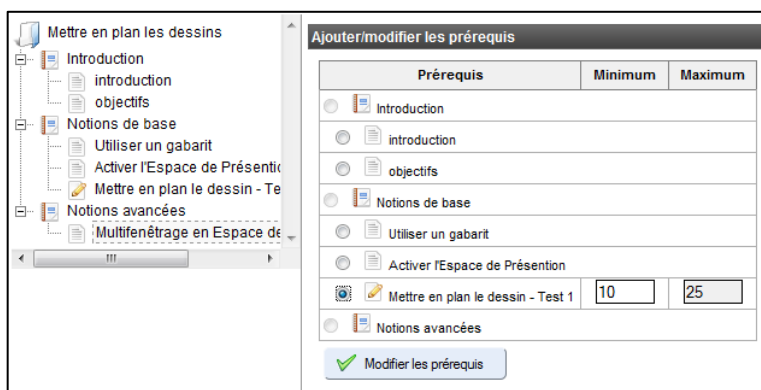 Mettre en plan les dessins
Introduction
introduction
objectifs
Notions de base
Utiliser un gabarit
Activer l'Espace de Présentic
Mettre en plan le dessin - Te
Notions avancées
Multifenêtrage en Espace de
Ajouter/modifier les prérequis
Prérequis Minimum Maximum
Introduction
introduction
objectifs
Notions de base
Utiliser un gabarit
Activer l'Espace de Présention
Mettre en plan le dessin - Test 1 10 25
Notions avancées
Modifier les prérequis